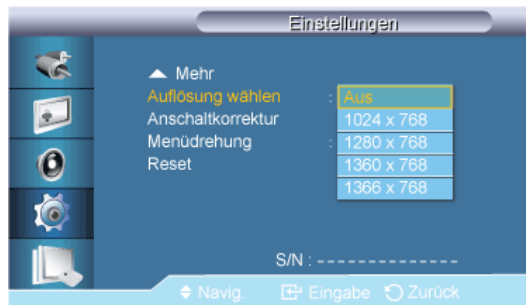 Einstellungen
Mehr
Auflösung wählen : Aus
Anschaltkorrektur 1024 x 768
Menüdrehung : 1280 x 768
Reset 1360 x 768
1366 x 768
S/N : --------------
Navig. Eingabe Zurück